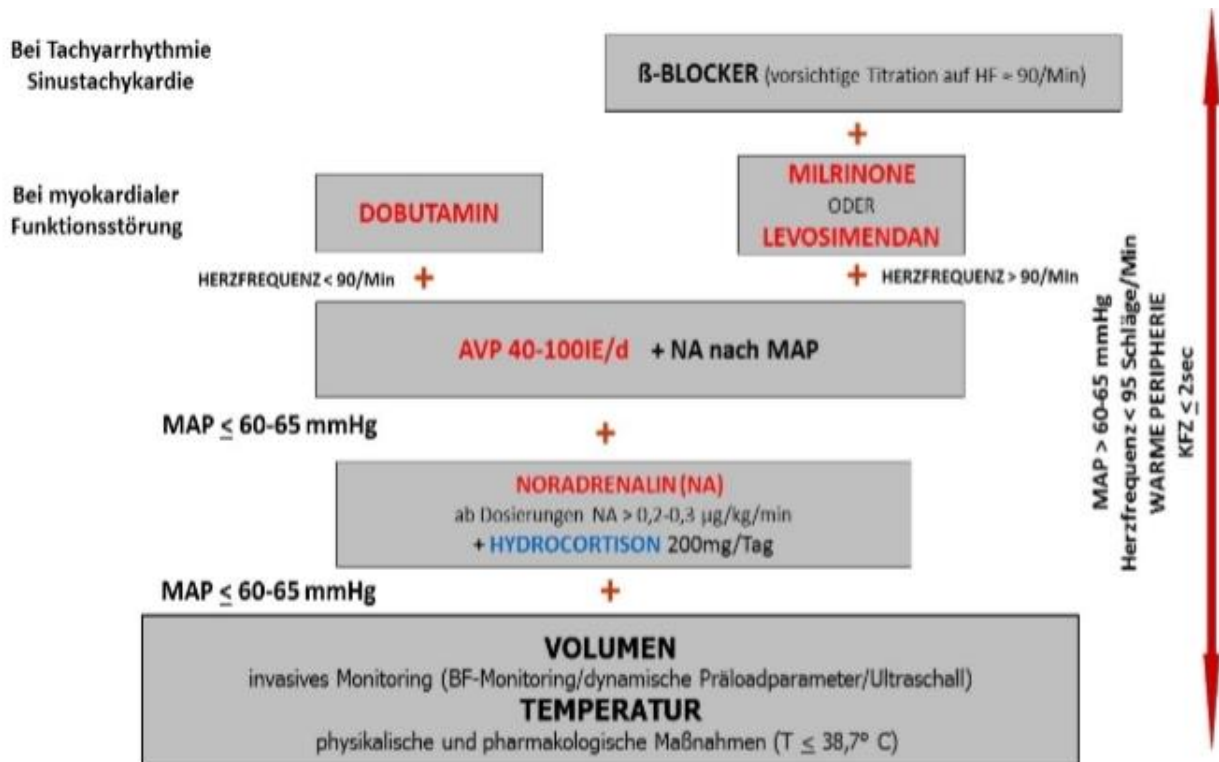 Bei Tachyarrhythmie
Sinustachykardie
ß-BLOCKER (vorsichtige Titration auf HF ≈ 90/Min)
+
Bei myokardialer
Funktionsstörung
DOBUTAMIN
MILRINONE
ODER
LEVOSIMENDAN
HERZFREQUENZ < 90/Min +
+ HERZFREQUENZ > 90/Min
AVP 40-100IE/d + NA nach MAP
MAP ≤ 60-65 mmHg
+
NORADRENALIN (NA)
ab Dosierungen NA > 0,2-0,3 µg/kg/min
+ HYDROCORTISON 200mg/Tag
MAP ≤ 60-65 mmHg
+
VOLUMEN
invasives Monitoring (BF-Monitoring/dynamische Präloadparameter/Ultraschall)
TEMPERATUR
physikalische und pharmakologische Maßnahmen (T ≤ 38,7° C)
MAP > 60-65 mmHg
Herzfrequenz < 95 Schläge/Min
WARME PERIPHERIE
KFZ ≤ 2sec